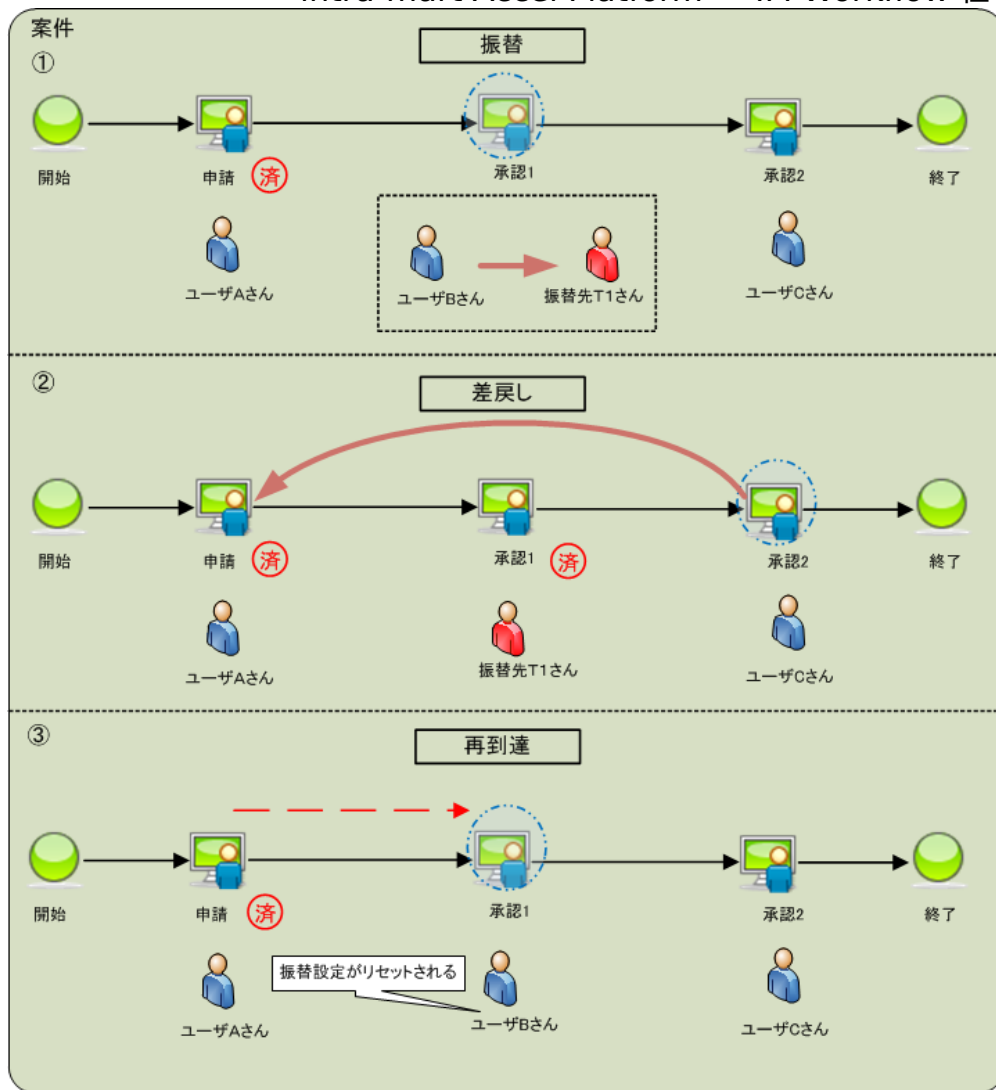 案件
①
振替
開始
申請
済
承認1
承認2
終了
ユーザAさん
ユーザBさん
振替先T1さん
ユーザCさん
②
差戻し
開始
申請
済
承認1
済
承認2
終了
ユーザAさん
振替先T1さん
ユーザCさん
③
再到達
開始
申請
済
承認1
承認2
終了
振替設定がリセットされる
ユーザAさん
ユーザBさん
ユーザCさん